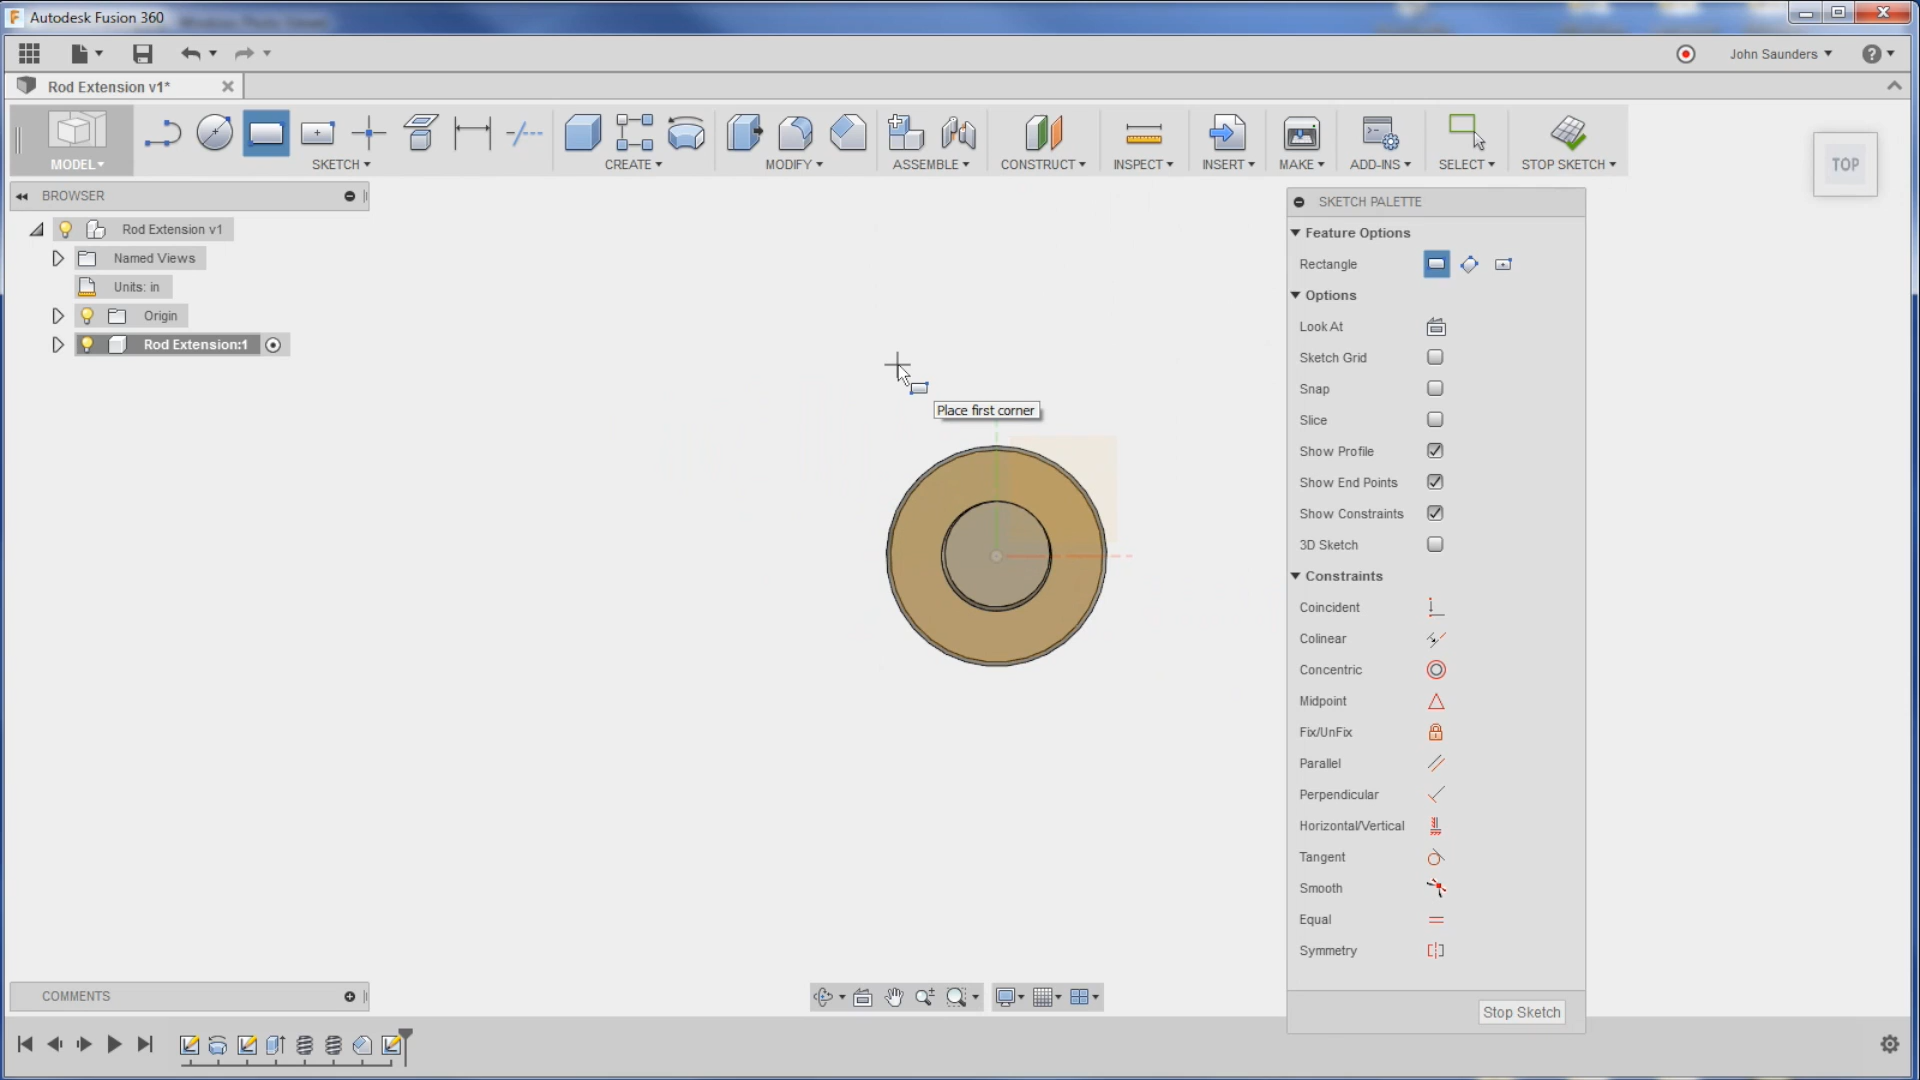 Autodesk Fusion 360
John Saunders
Rod Extension v1*
MODEL
SKETCH
CREATE
MODIFY
ASSEMBLE
CONSTRUCT
INSPECT
INSERT
MAKE
ADD-INS
SELECT
STOP SKETCH
TOP
BROWSER
Rod Extension v1
Named Views
Units: in
Origin
Rod Extension:1
Place first corner
SKETCH PALETTE
Feature Options
Rectangle
Options
Look At
Sketch Grid
Snap
Slice
Show Profile
Show End Points
Show Constraints
3D Sketch
Constraints
Coincident
Colinear
Concentric
Midpoint
Fix/UnFix
Parallel
Perpendicular
Horizontal/Vertical
Tangent
Smooth
Equal
Symmetry
Stop Sketch
COMMENTS